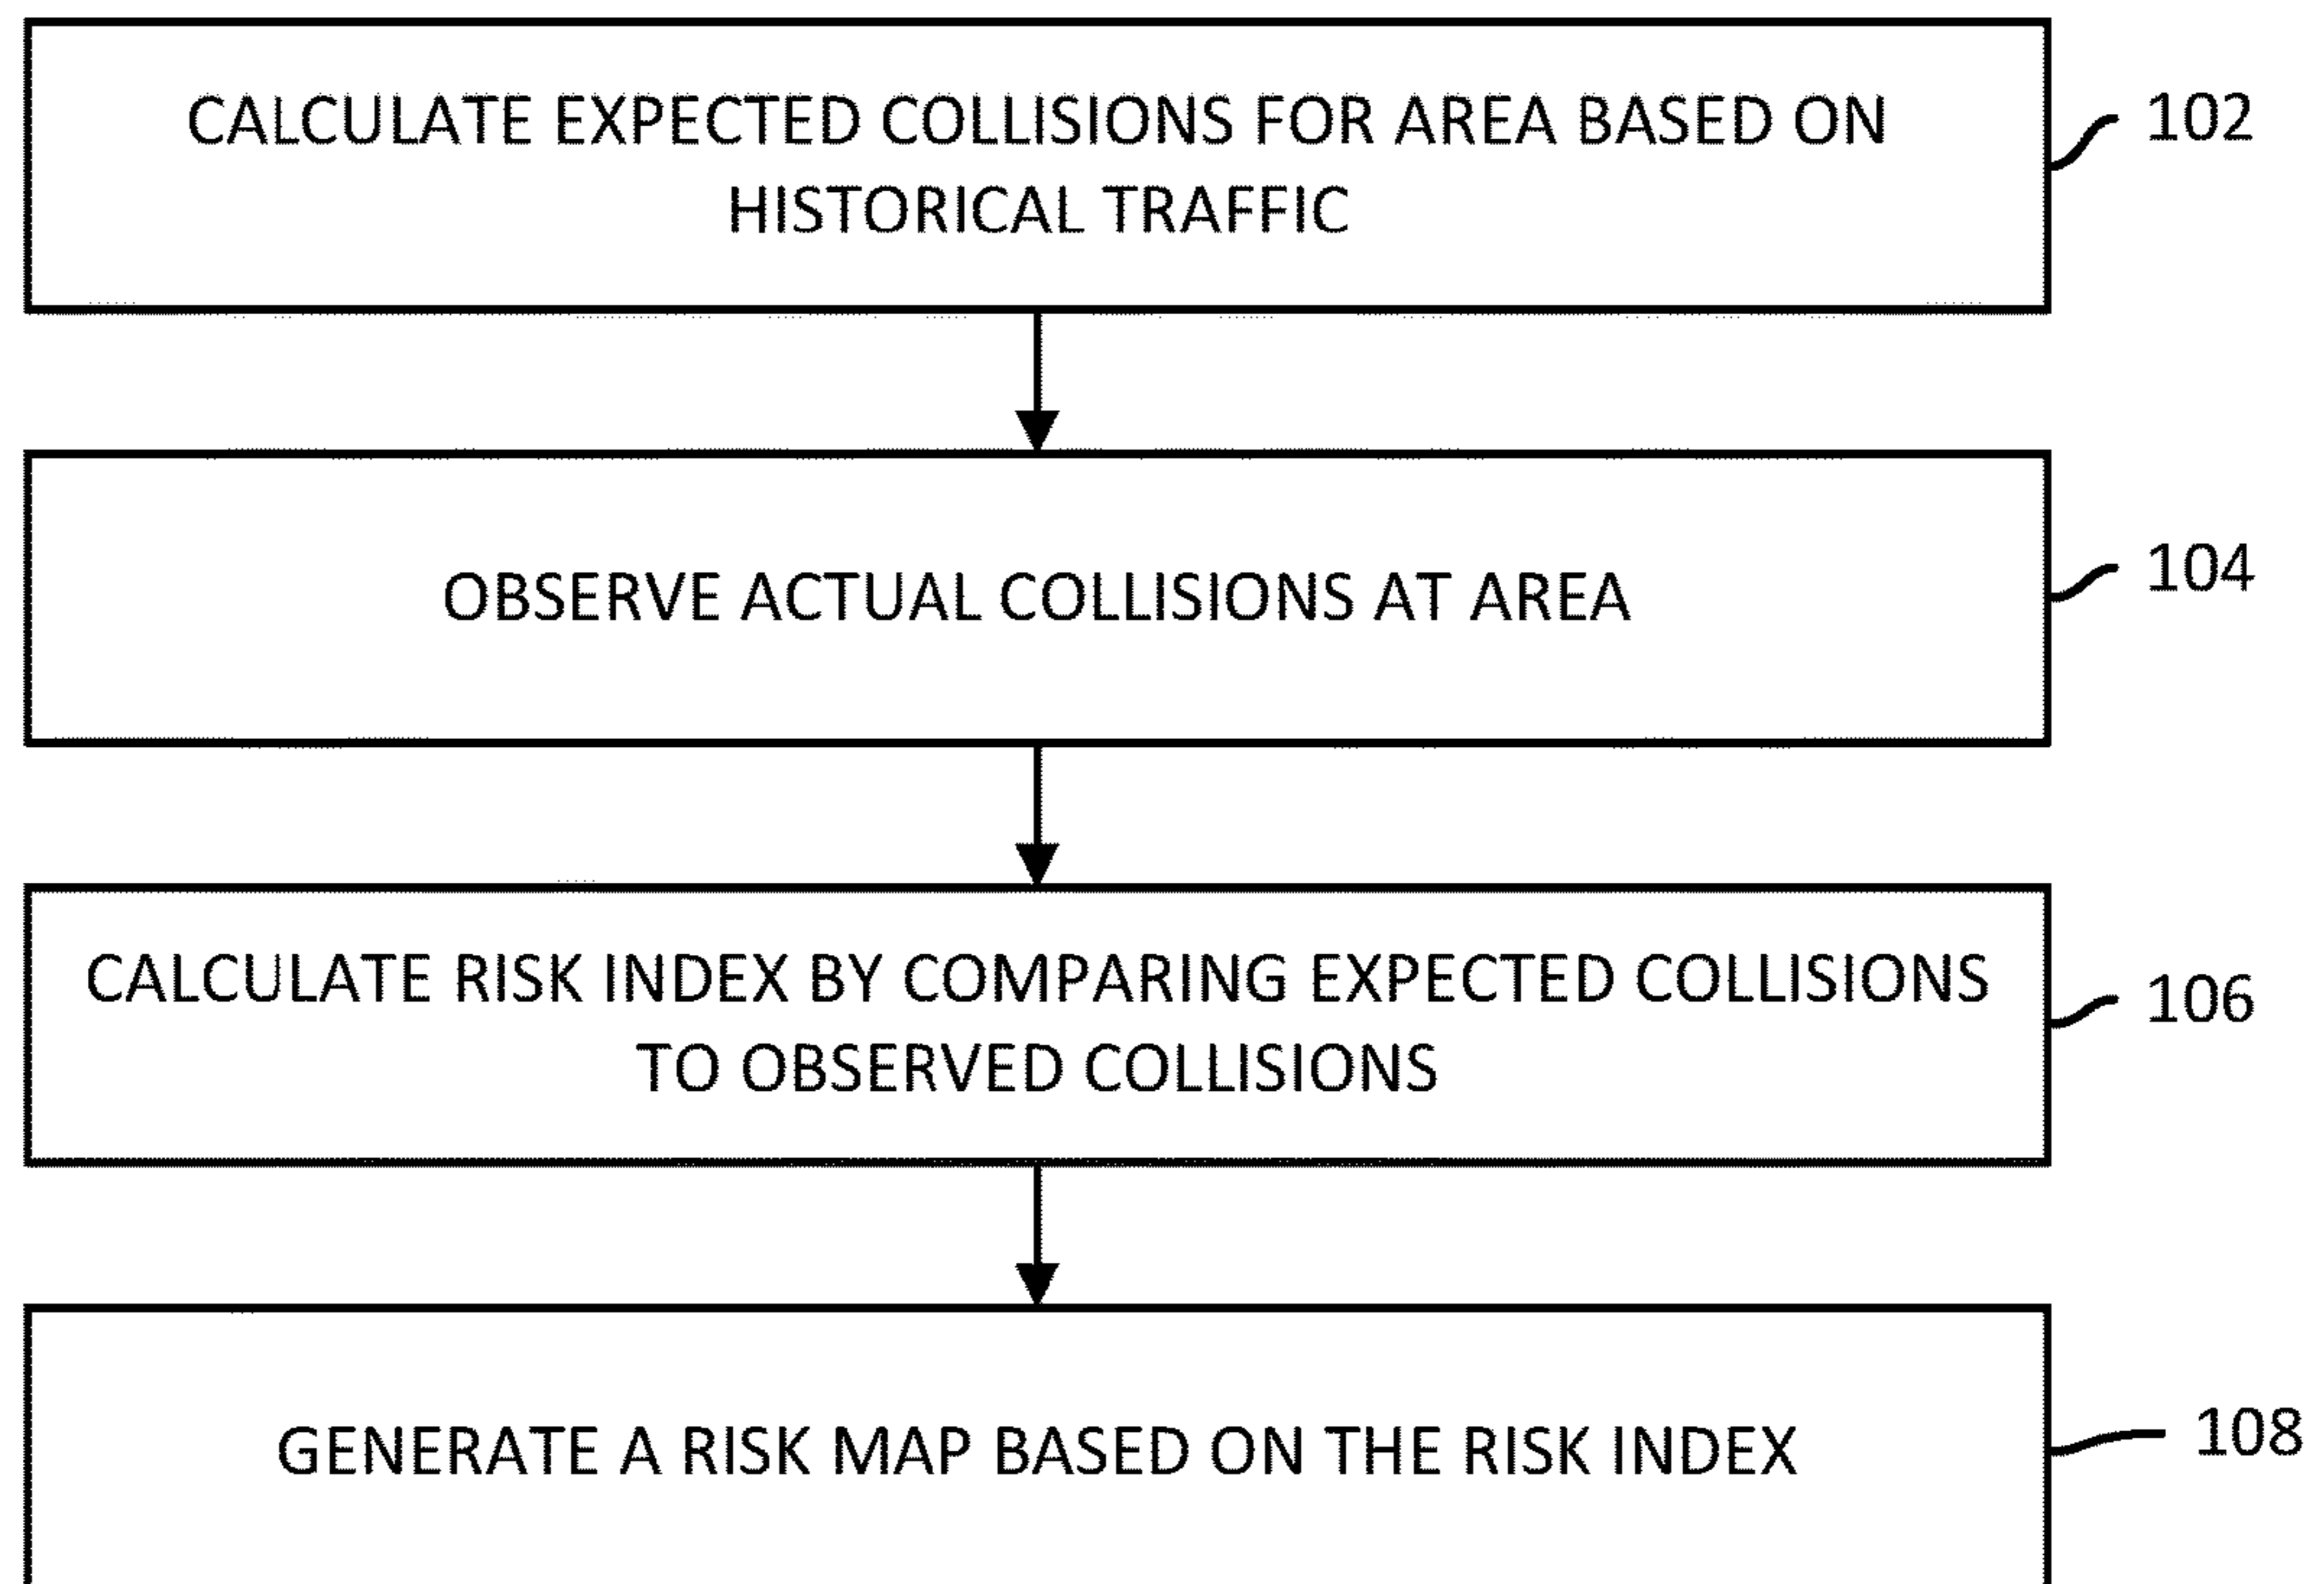 CALCULATE EXPECTED COLLISIONS FOR AREA BASED ON
HISTORICAL TRAFFIC
102
OBSERVE ACTUAL COLLISIONS AT AREA
104
CALCULATE RISK INDEX BY COMPARING EXPECTED COLLISIONS
TO OBSERVED COLLISIONS
106
GENERATE A RISK MAP BASED ON THE RISK INDEX
108